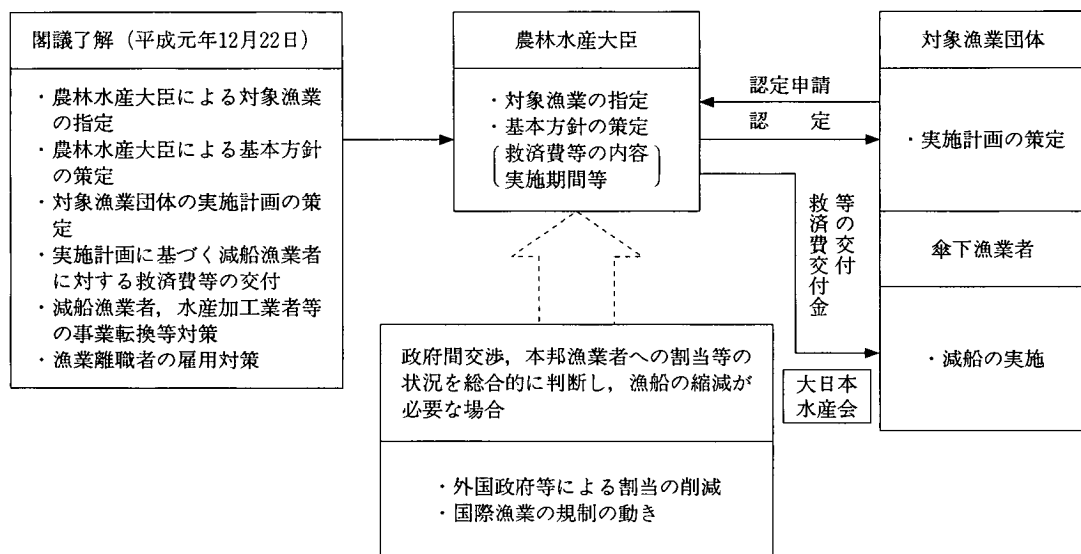 閣議了解(平成元年12月22日)
・農林水産大臣による対象漁業
の指定
・農林水産大臣による基本方針
の策定
・対象漁業団体の実施計画の策
定
・実施計画に基づく減船漁業者
に対する救済費等の交付
・減船漁業者,水産加工業者等
の事業転換等対策
・漁業離職者の雇用対策
農林水産大臣
・対象漁業の指定
・基本方針の策定
救済費等の内容
実施期間等
認定申請
認 定
救済費交付金
等の交付
大日本
水産会
対象漁業団体
・実施計画の策定
傘下漁業者
・減船の実施
政府間交渉,本邦漁業者への割当等の
状況を総合的に判断し,漁船の縮減が
必要な場合
・外国政府等による割当の削減
・国際漁業の規制の動き